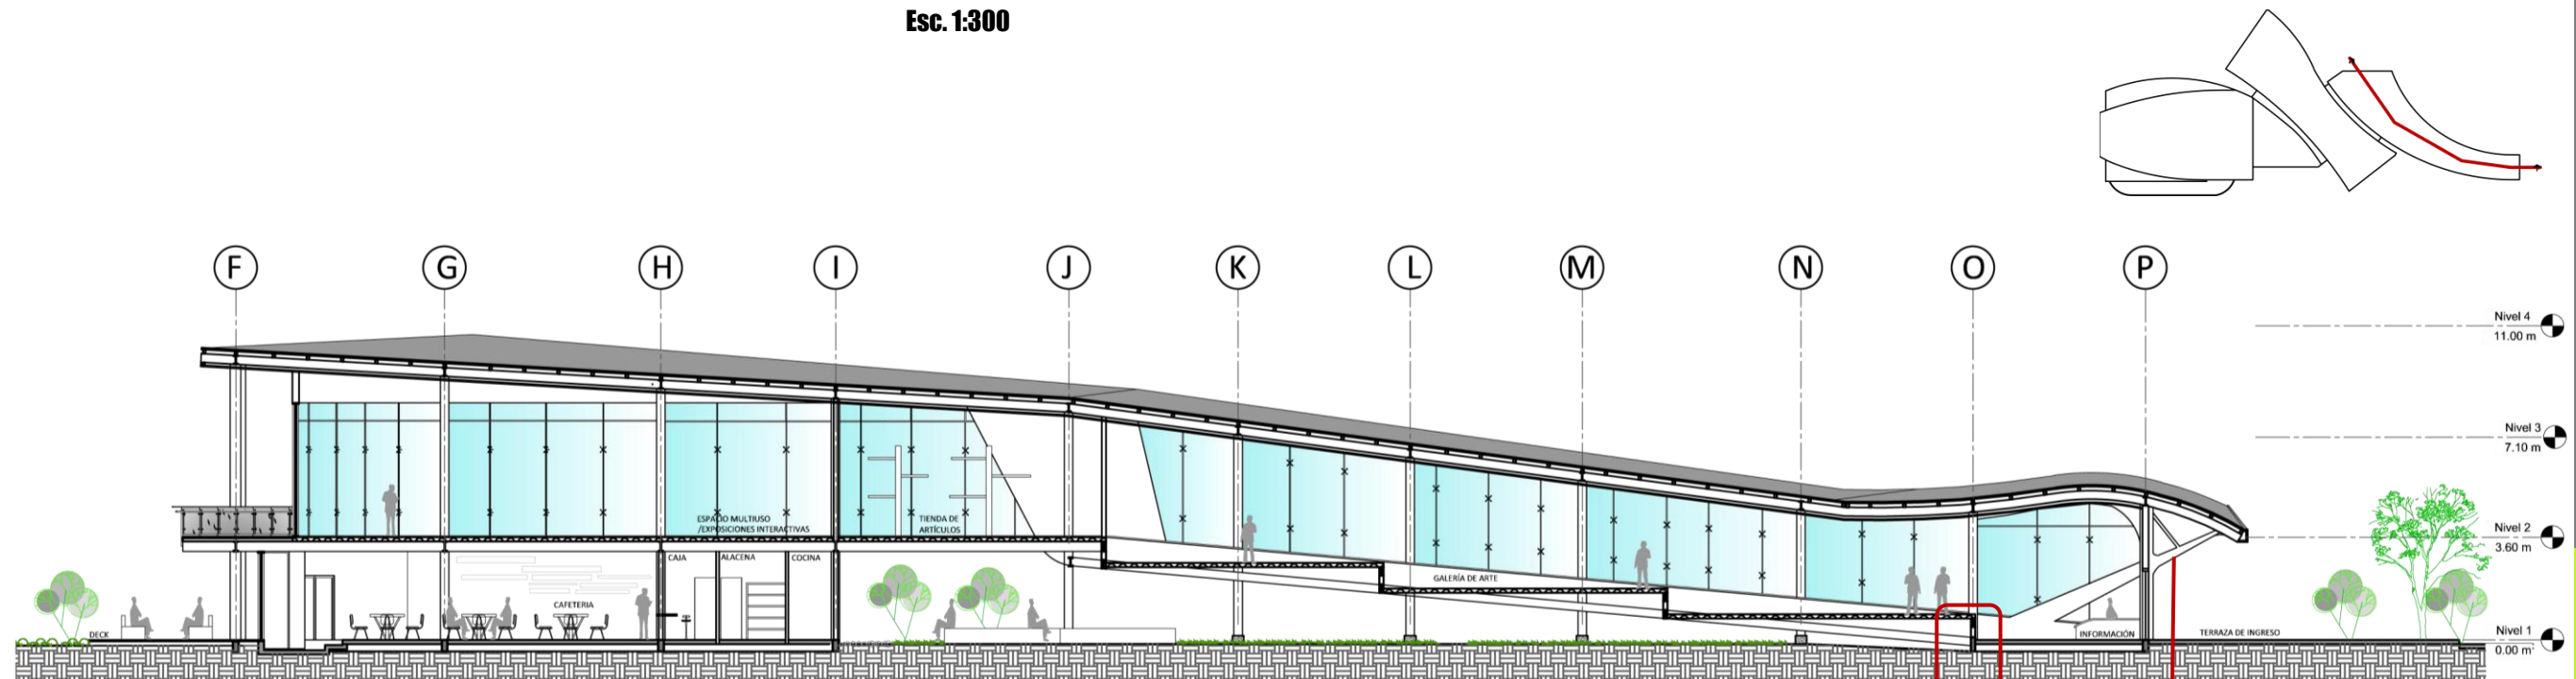 Esc. 1:300
F
G
H
I
J
K
L
M
N
O
P
Nivel 4
11.00 m
Nivel 3
7.10 m
ESPACIO MULTIUSO
/EXPOSICIONES INTERACTIVAS
TIENDA DE
ARTÍCULOS
Nivel 2
3.60 m
CAJA
ALACENA
COCINA
GALERÍA DE ARTE
CAFETERIA
DECK
INFORMACIÓN
TERRAZA DE INGRESO
Nivel 1
0.00 m